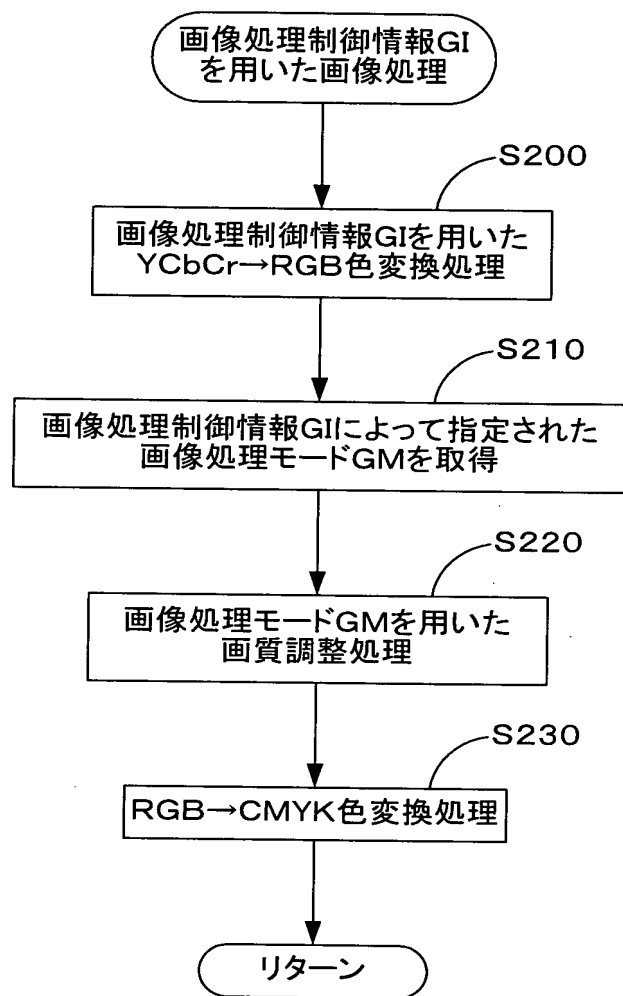 画像処理制御情報GI
を用いた画像処理
S200
画像処理制御情報GIを用いた
YCbCr→RGB色変換処理
S210
画像処理制御情報GIによって指定された
画像処理モードGMを取得
S220
画像処理モードGMを用いた
画質調整処理
S230
RGB→CMYK色変換処理
リターン